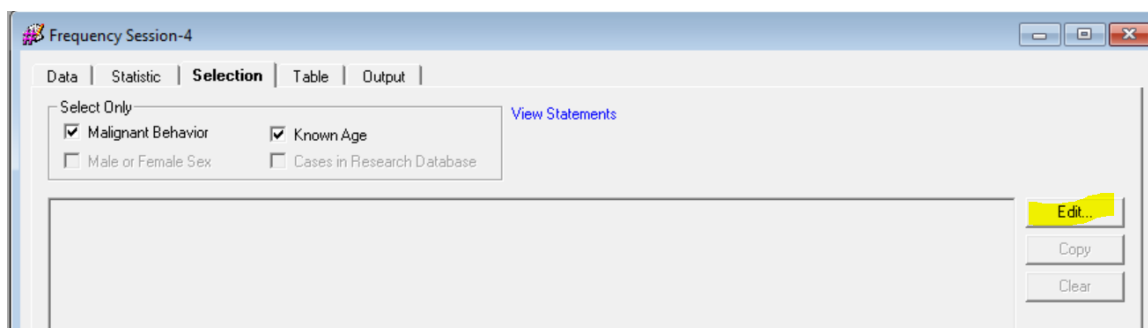 Frequency Session-4
Data | Statistic | Selection | Table | Output |
Select Only
View Statements
Malignant Behavior Known Age
Male or Female Sex Cases in Research Database
Edit...
Copy
Clear